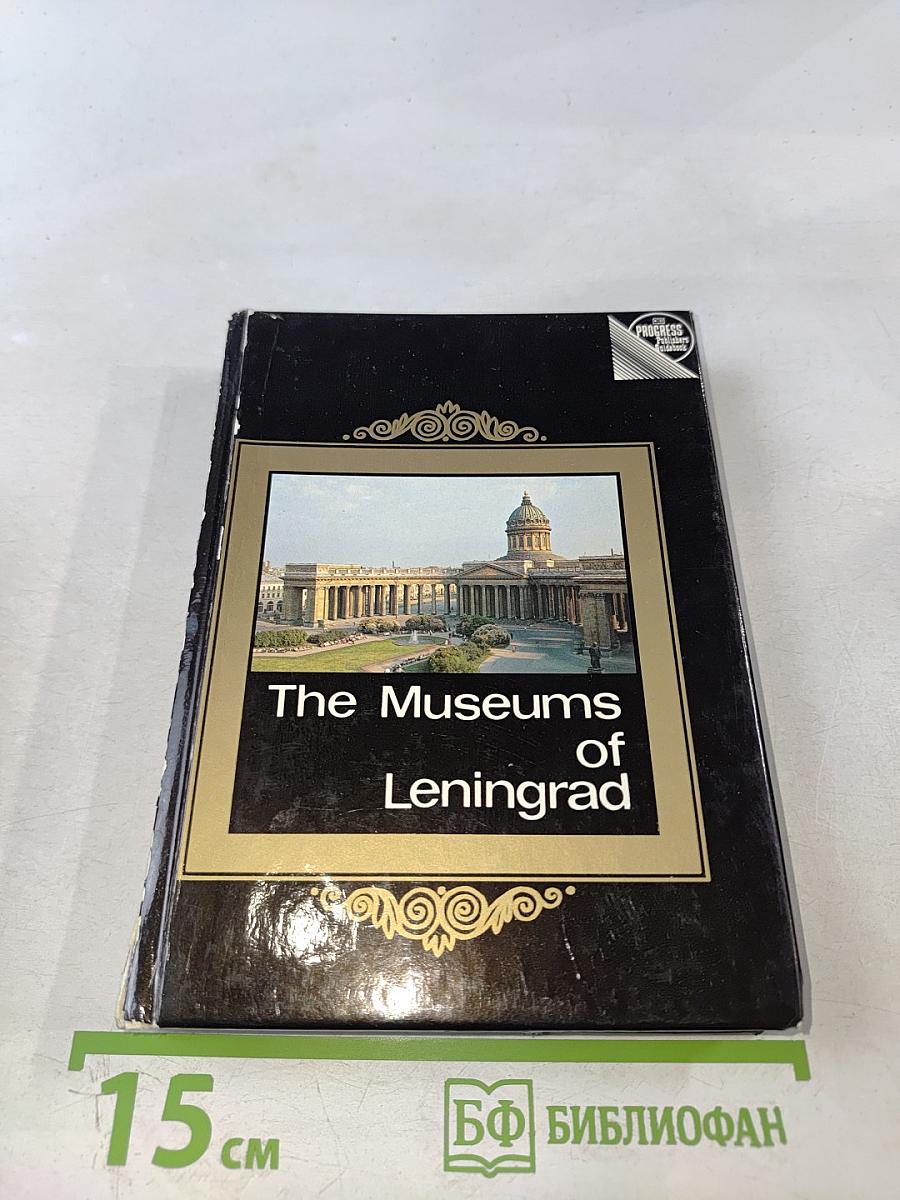 PROGRESS
Publishers
Guidebook
The Museums
of
Leningrad
15 см
БФ БИБЛИОФАН